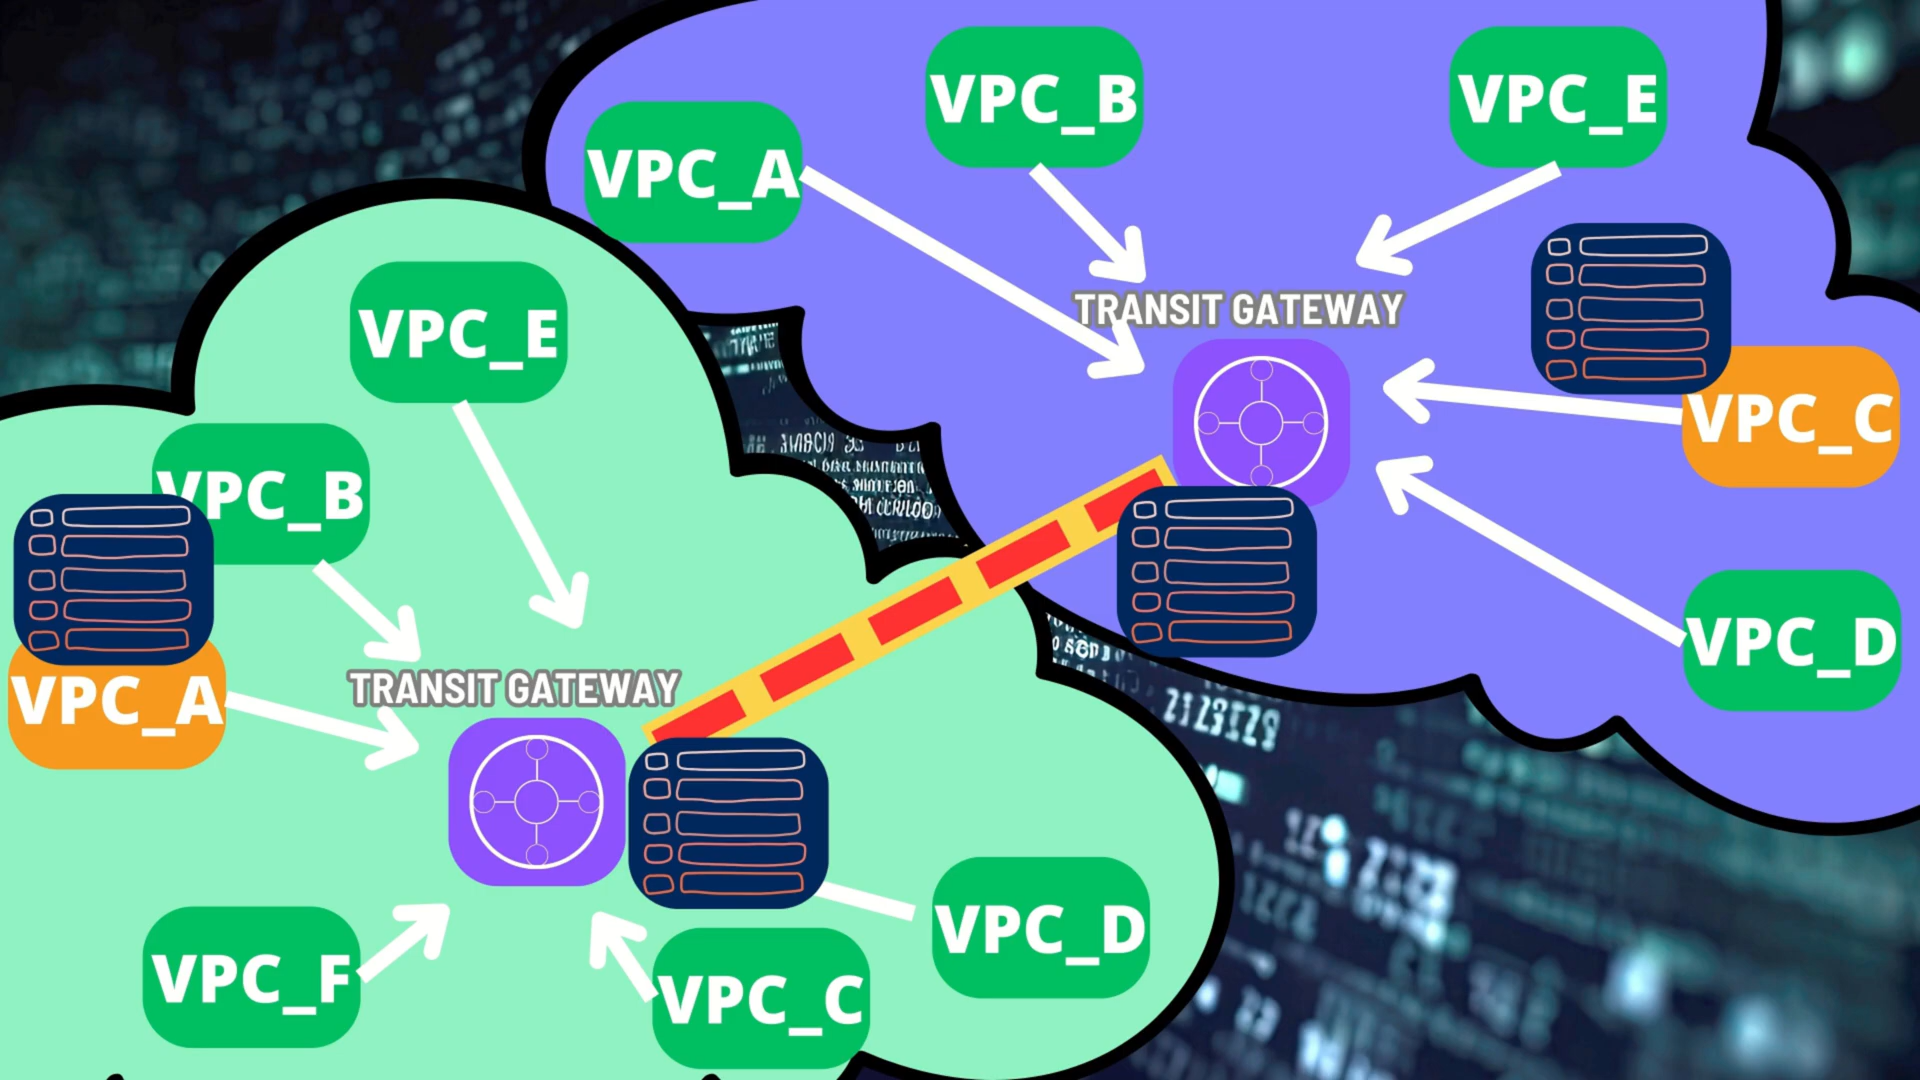 VPC_B
VPC_E
VPC_A
TRANSIT GATEWAY
VPC_C
VPC_D
VPC_E
VPC_B
VPC_A
TRANSIT GATEWAY
VPC_D
VPC_F
VPC_C